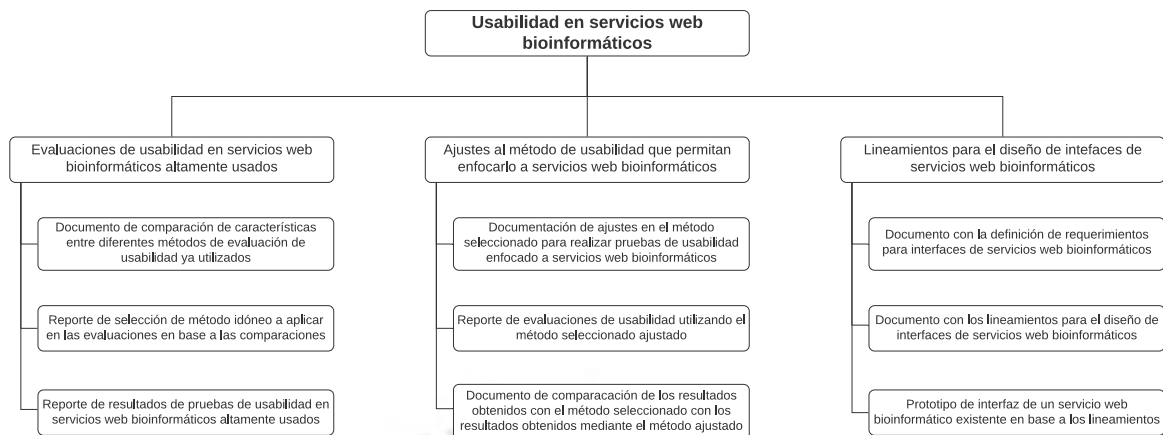 Usabilidad en servicios web
bioinformáticos
Evaluaciones de usabilidad en servicios web
bioinformáticos altamente usados
Documento de comparación de características
entre diferentes métodos de evaluación de
usabilidad ya utilizados
Reporte de selección de método idóneo a aplicar
en las evaluaciones en base a las comparaciones
Reporte de resultados de pruebas de usabilidad en
servicios web bioinformáticos altamente usados
Ajustes al método de usabilidad que permitan
enfocarlo a servicios web bioinformáticos
Documentación de ajustes en el método
seleccionado para realizar pruebas de usabilidad
enfocado a servicios web bioinformáticos
Reporte de evaluaciones de usabilidad utilizando el
método seleccionado ajustado
Documento de comparacación de los resultados
obtenidos con el método seleccionado con los
resultados obtenidos mediante el método ajustado
Lineamientos para el diseño de intefaces de
servicios web bioinformáticos
Documento con la definición de requerimientos
para interfaces de servicios web bioinformáticos
Documento con los lineamientos para el diseño de
interfaces de servicios web bioinformáticos
Prototipo de interfaz de un servicio web
bioinformático existente en base a los lineamientos